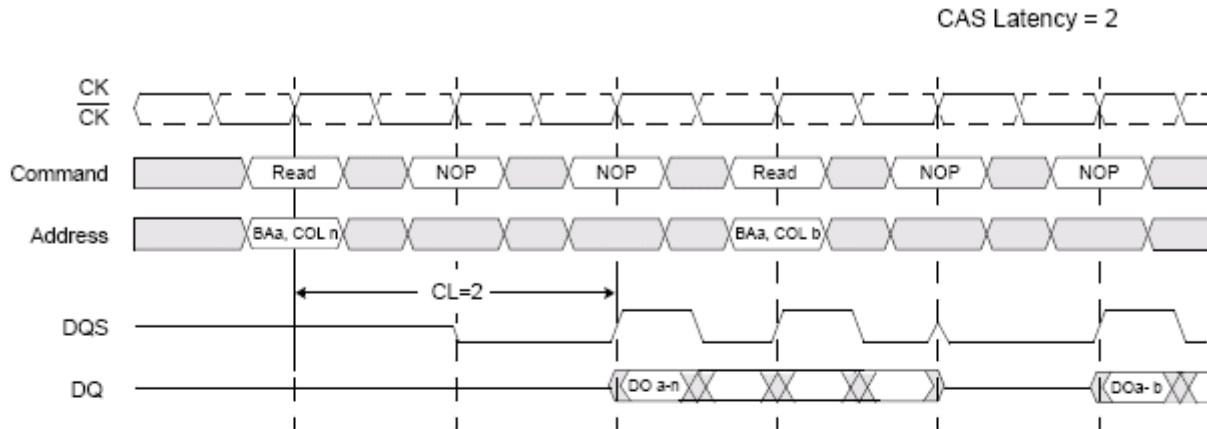 CAS Latency = 2
CK
CK
Command Read NOP NOP Read NOP NOP
Address BAa, COL n BAa, COL b
CL=2
DQS
DQ DO a-n DOa- b